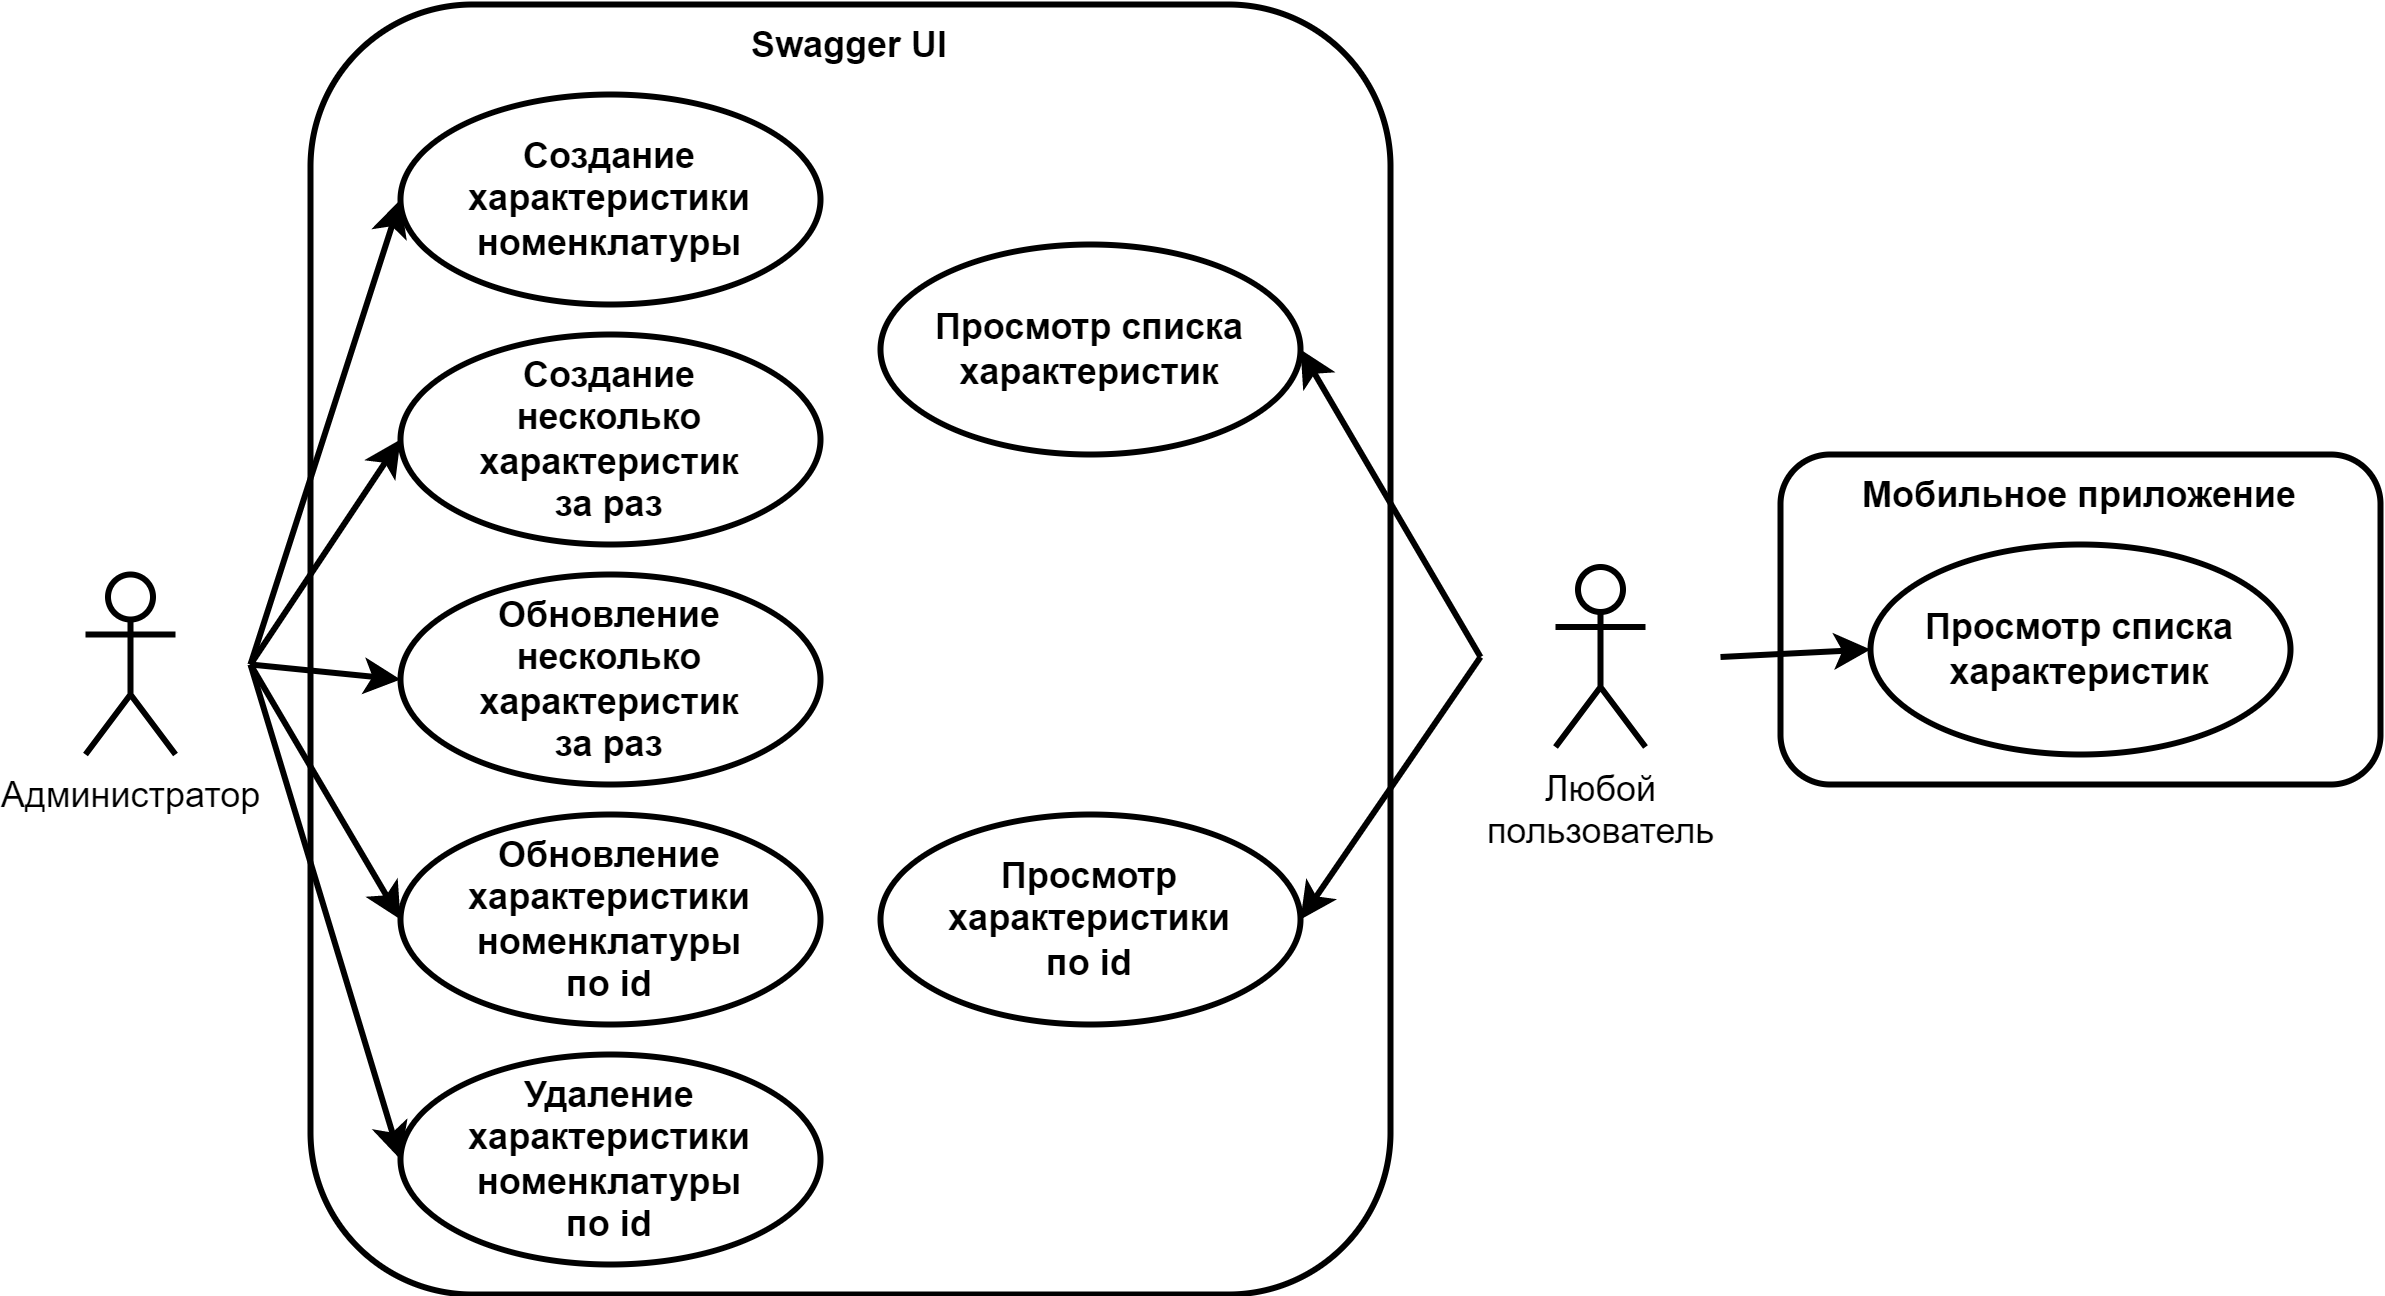 Swagger UI
Создание
характеристики
номенклатуры
Создание
несколько
характеристик
за раз
Обновление
несколько
характеристик
за раз
Обновление
характеристики
номенклатуры
по id
Удаление
характеристики
номенклатуры
по id
Просмотр списка
характеристик
Просмотр
характеристики
по id
Администратор
Любой
пользователь
Мобильное приложение
Просмотр списка
характеристик